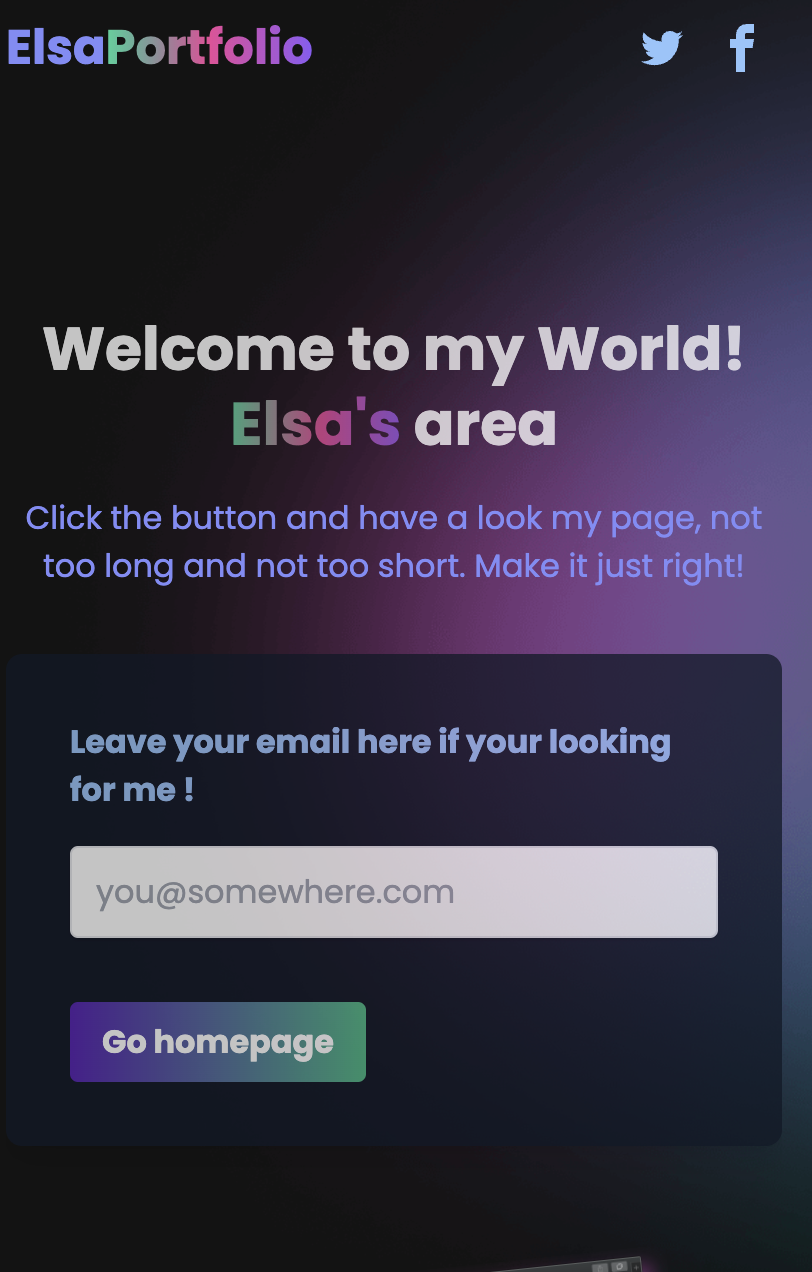 ElsaPortfolio
Welcome to my World!
Elsa's area
Click the button and have a look my page, not
too long and not too short. Make it just right!
Leave your email here if your looking
for me !
you@somewhere.com
Go homepage